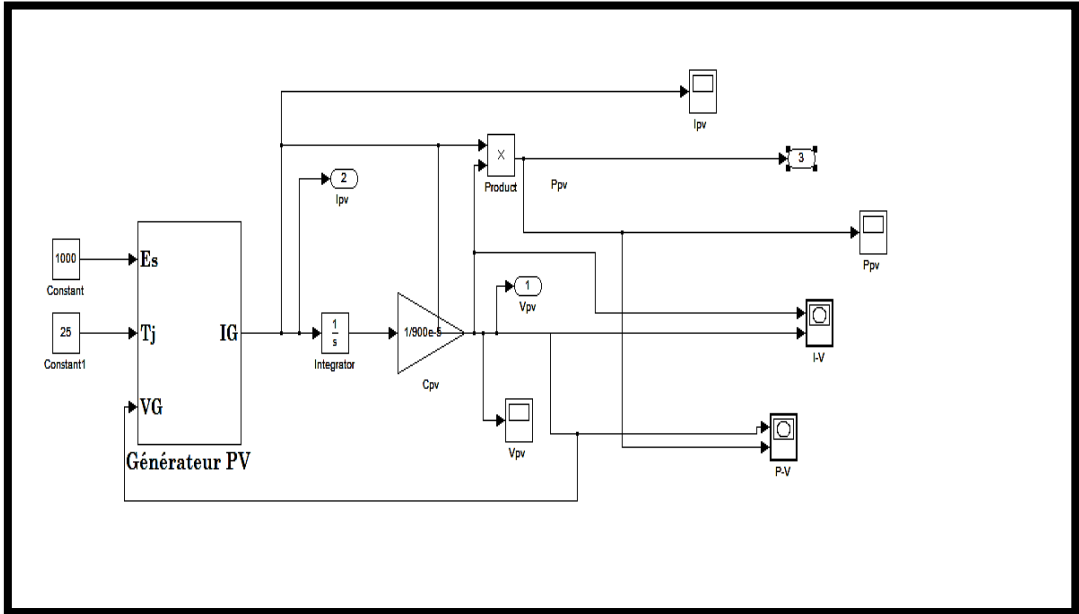 Ipv
3
×
Product
Ppv
2
Ipv
Ppv
1000
Es
Constant
1
Vpv
25
Tj
IG
1
s
1/900e-5
Constant1
Integrator
I-V
Cpv
VG
Vpv
Générateur PV
P-V